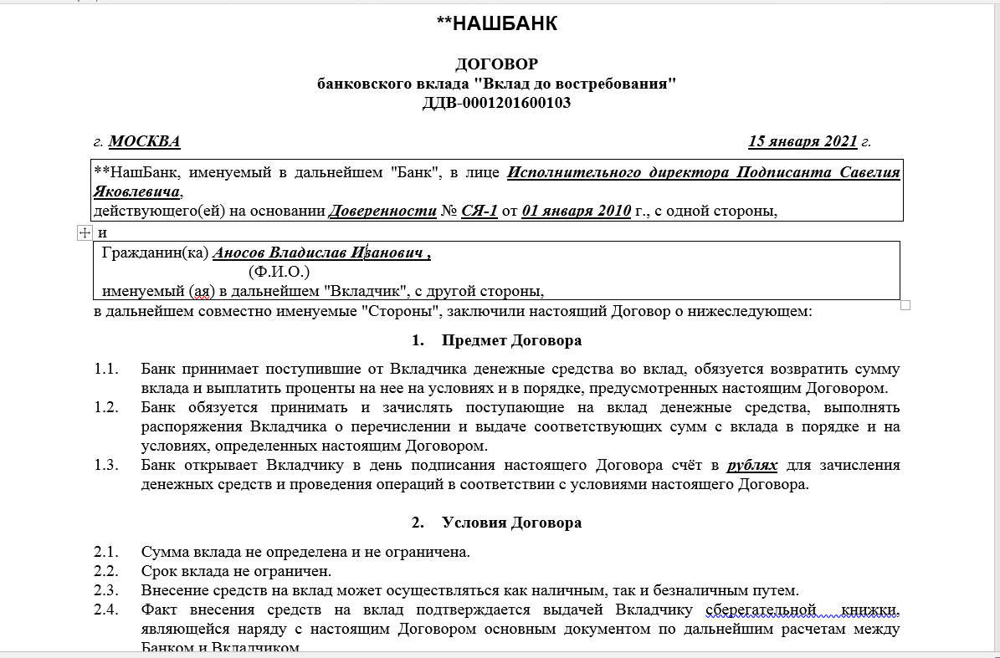 **НАШБАНК
ДОГОВОР
банковского вклада "Вклад до востребования"
ДДВ-0001201600103
г. МОСКВА 15 января 2021 г.
**НашБанк, именуемый в дальнейшем "Банк", в лице Исполнительного директора Подписанта Савелия
Яковлевича,
действующего(ей) на основании Доверенности № СЯ-1 от 01 января 2010 г., с одной стороны,
и
Гражданин(ка) Аносов Владислав Иванович ,
(Ф.И.О.)
именуемый (ая) в дальнейшем "Вкладчик", с другой стороны,
в дальнейшем совместно именуемые "Стороны", заключили настоящий Договор о нижеследующем:
1. Предмет Договора
1.1. Банк принимает поступившие от Вкладчика денежные средства во вклад, обязуется возвратить сумму
вклада и выплатить проценты на нее на условиях и в порядке, предусмотренных настоящим Договором.
1.2. Банк обязуется принимать и зачислять поступающие на вклад денежные средства, выполнять
распоряжения Вкладчика о перечислении и выдаче соответствующих сумм с вклада в порядке и на
условиях, определенных настоящим Договором.
1.3. Банк открывает Вкладчику в день подписания настоящего Договора счёт в рублях для зачисления
денежных средств и проведения операций в соответствии с условиями настоящего Договора.
2. Условия Договора
2.1. Сумма вклада не определена и не ограничена.
2.2. Срок вклада не ограничен.
2.3. Внесение средств на вклад может осуществляться как наличным, так и безналичным путем.
2.4. Факт внесения средств на вклад подтверждается выдачей Вкладчику сберегательной книжки,
являющейся наряду с настоящим Договором основным документом по дальнейшим расчетам между
Банком и Вкладчиком